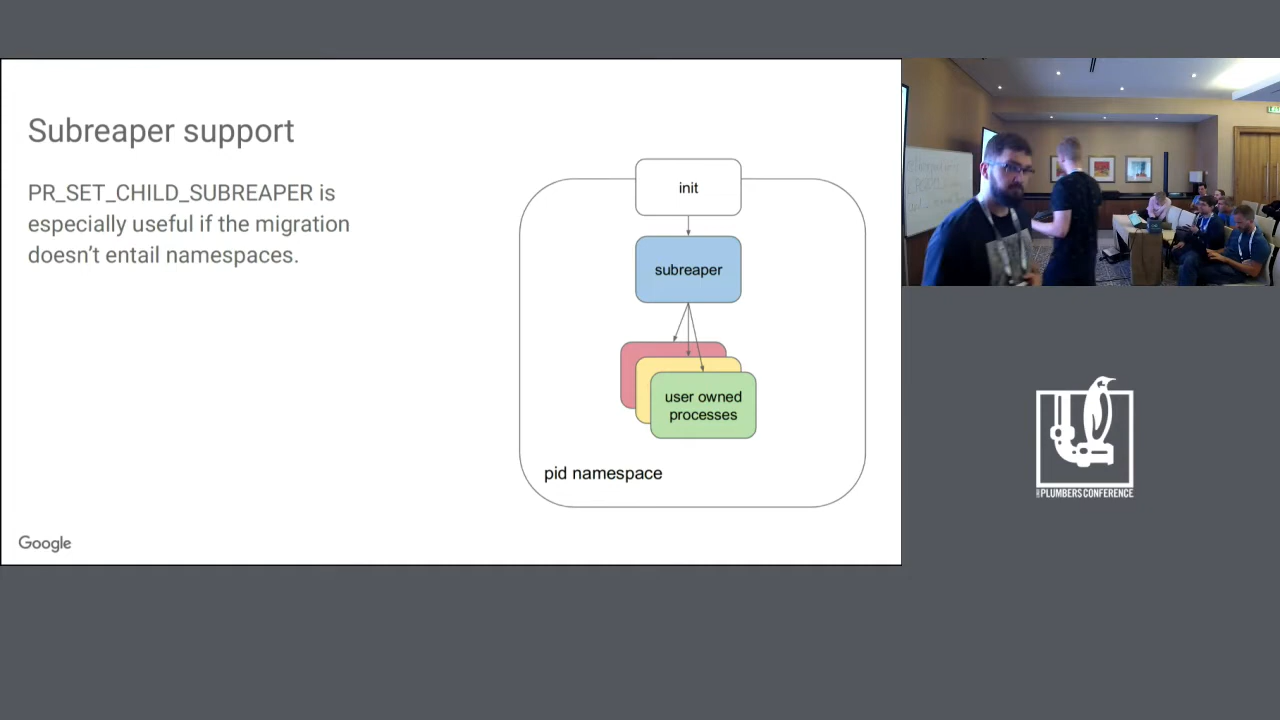 Subreaper support
PR_SET_CHILD_SUBREAPER is
especially useful if the migration
doesn’t entail namespaces.
init
subreaper
user owned
processes
pid namespace
Google
PLUMBERS CONFERENCE